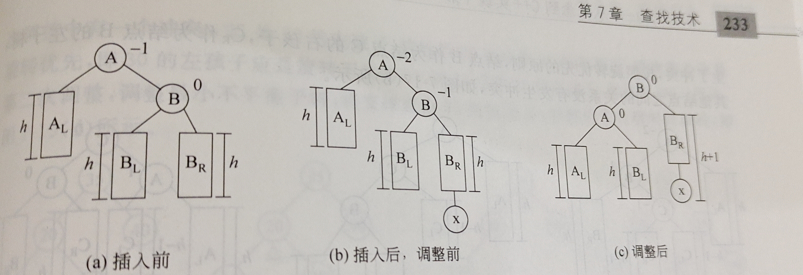 第7章 查找技术 233
A -1
B 0
h A_L h B_L B_R h
(a) 插入前
A -2
B -1
h A_L h B_L B_R h
x
(b) 插入后，调整前
B 0
A 0
h A_L h B_L B_R h+1
x
(c) 调整后